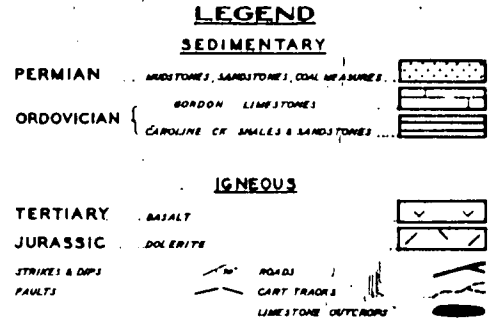 LEGEND
SEDIMENTARY
PERMIAN MUDSTONES, SANDSTONES, COAL MEASURES
GORDON LIMESTONES
ORDOVICIAN
CAROLINE CK SHALES & SANDSTONES
IGNEOUS
TERTIARY BASALT
JURASSIC DOLERITE
STRIKES & DIPS ROADS
FAULTS CART TRACKS
LIMESTONE OUTCROPS